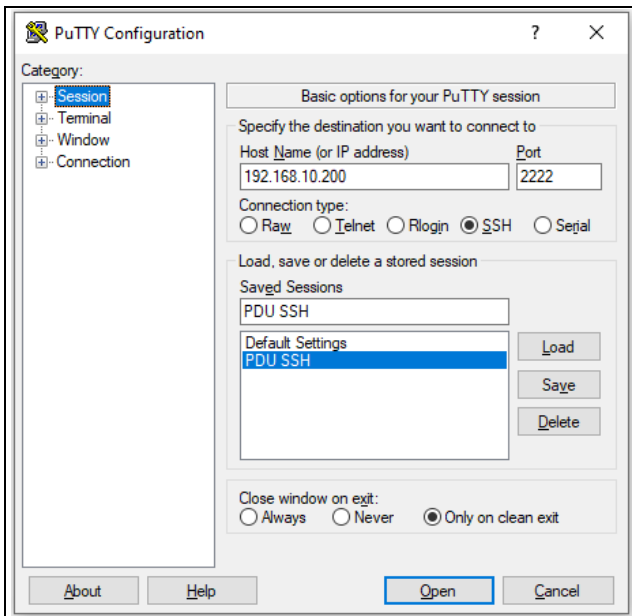 PuTTY Configuration ? ×
Category:
Session
Terminal
Window
Connection
Basic options for your PuTTY session
Specify the destination you want to connect to
Host Name (or IP address) Port
192.168.10.200 2222
Connection type:
Raw Telnet Rlogin SSH Serial
Load, save or delete a stored session
Saved Sessions
PDU SSH
Default Settings
PDU SSH
Load
Save
Delete
Close window on exit:
Always Never Only on clean exit
About Help Open Cancel